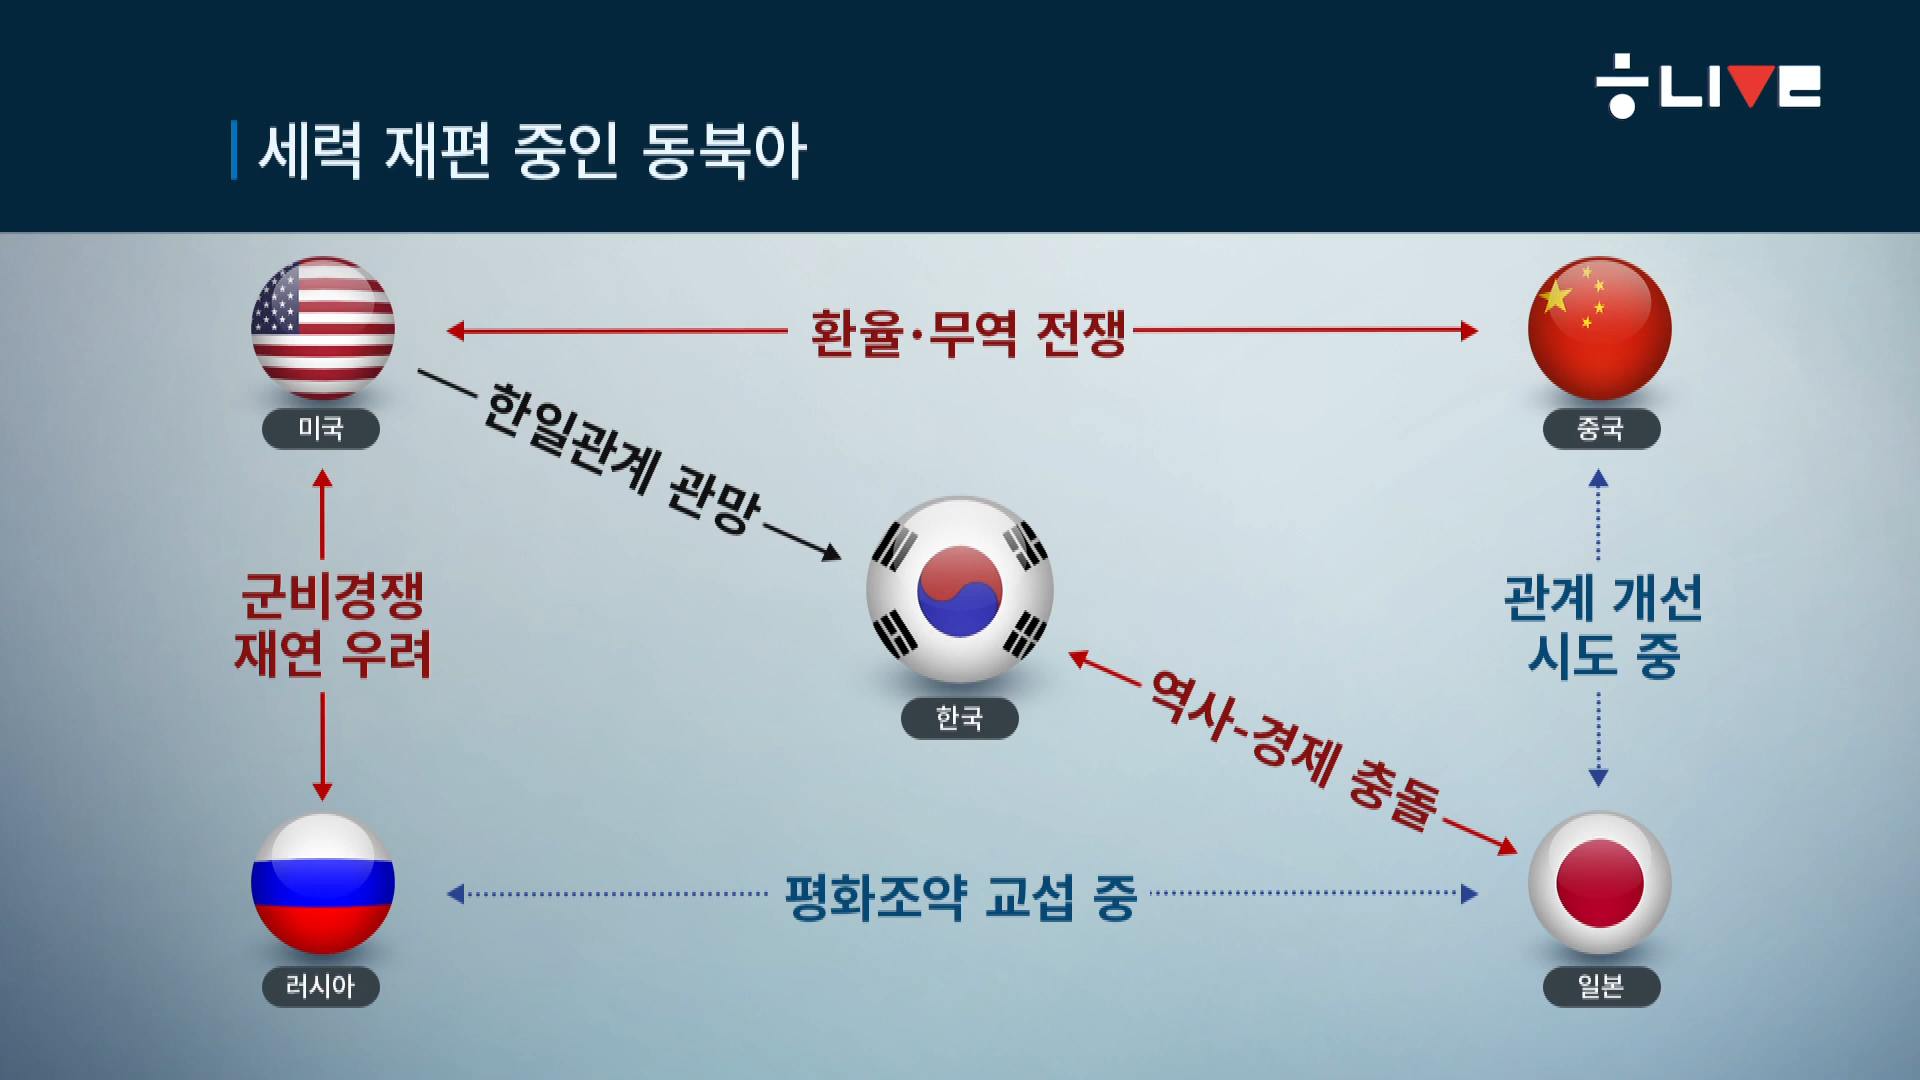 ㅎLIVE
세력 재편 중인 동북아
환율·무역 전쟁
미국
중국
한일관계 관망
군비경쟁
재연 우려
관계 개선
시도 중
한국
역사-경제 충돌
평화조약 교섭 중
러시아
일본